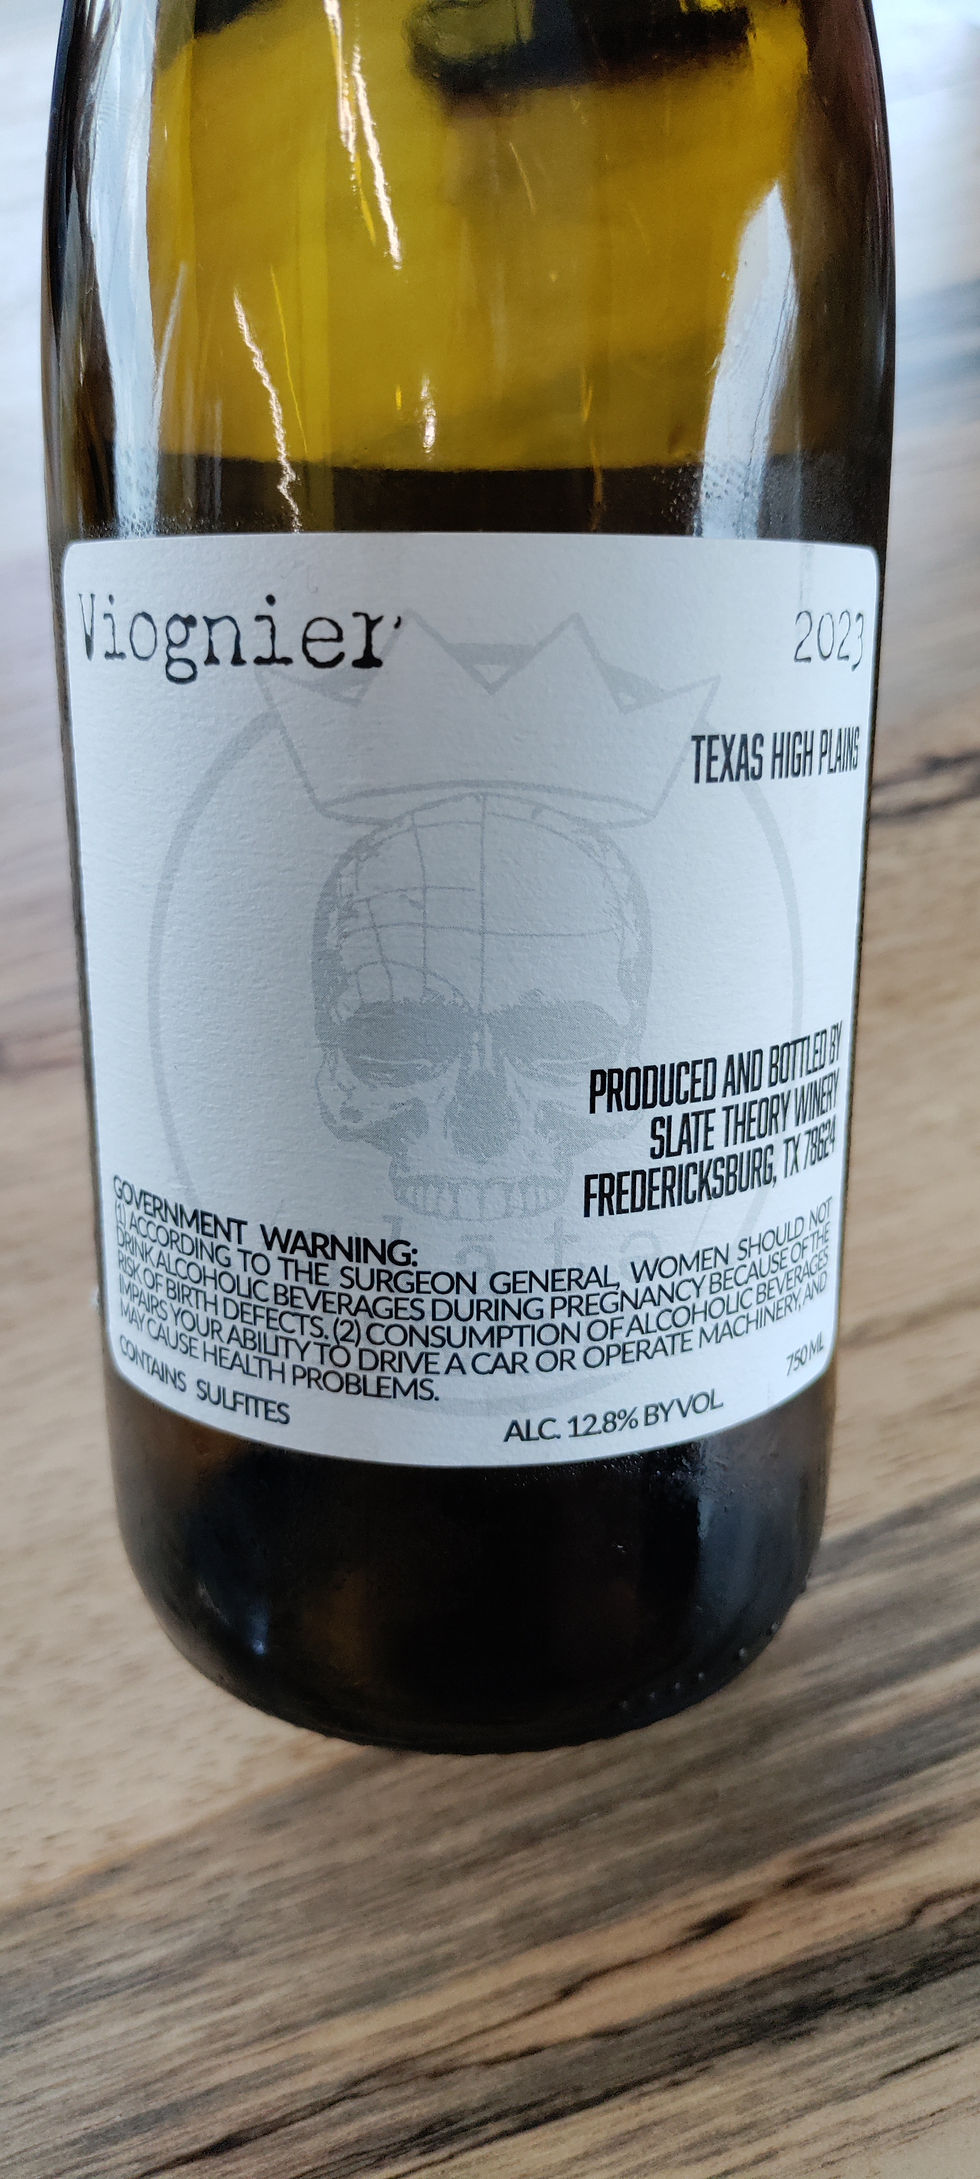 Viognier
2023
TEXAS HIGH PLAINS
PRODUCED AND BOTTLED BY
SLATE THEORY WINERY
FREDERICKSBURG, TX 78624
GOVERNMENT WARNING:
(1) ACCORDING TO THE SURGEON GENERAL, WOMEN SHOULD NOT
DRINK ALCOHOLIC BEVERAGES DURING PREGNANCY BECAUSE OF THE
RISK OF BIRTH DEFECTS. (2) CONSUMPTION OF ALCOHOLIC BEVERAGES
IMPAIRS YOUR ABILITY TO DRIVE A CAR OR OPERATE MACHINERY, AND
MAY CAUSE HEALTH PROBLEMS.
CONTAINS SULFITES
ALC. 12.8% BY VOL
750 ML